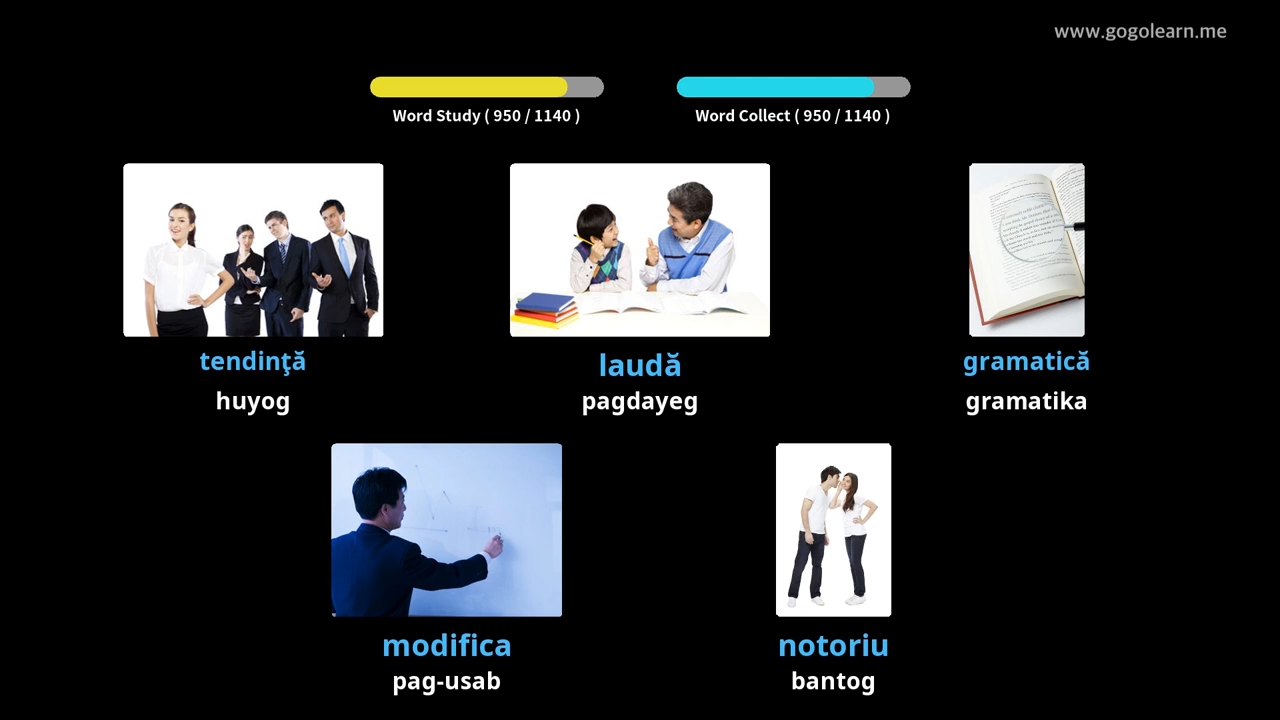 www.gogolearn.me
Word Study ( 950 / 1140 )
Word Collect ( 950 / 1140 )
tendinţă
huyog
laudă
pagdayeg
gramatică
gramatika
modifica
pag-usab
notoriu
bantog